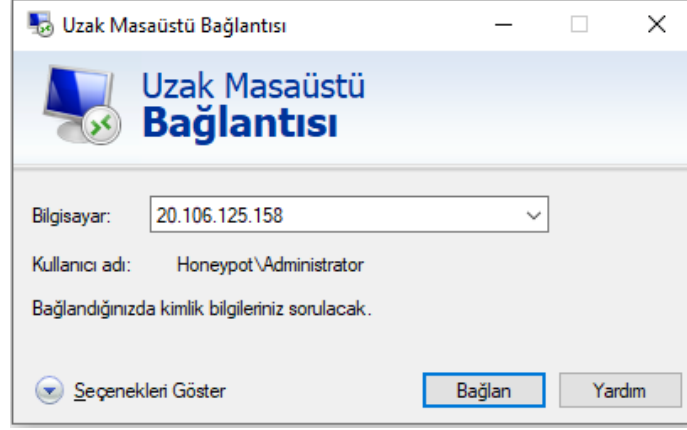 Uzak Masaüstü Bağlantısı
Uzak Masaüstü
Bağlantısı
Bilgisayar: 20.106.125.158
Kullanıcı adı: Honeypot\Administrator
Bağlandığınızda kimlik bilgileriniz sorulacak.
Seçenekleri Göster Bağlan Yardım